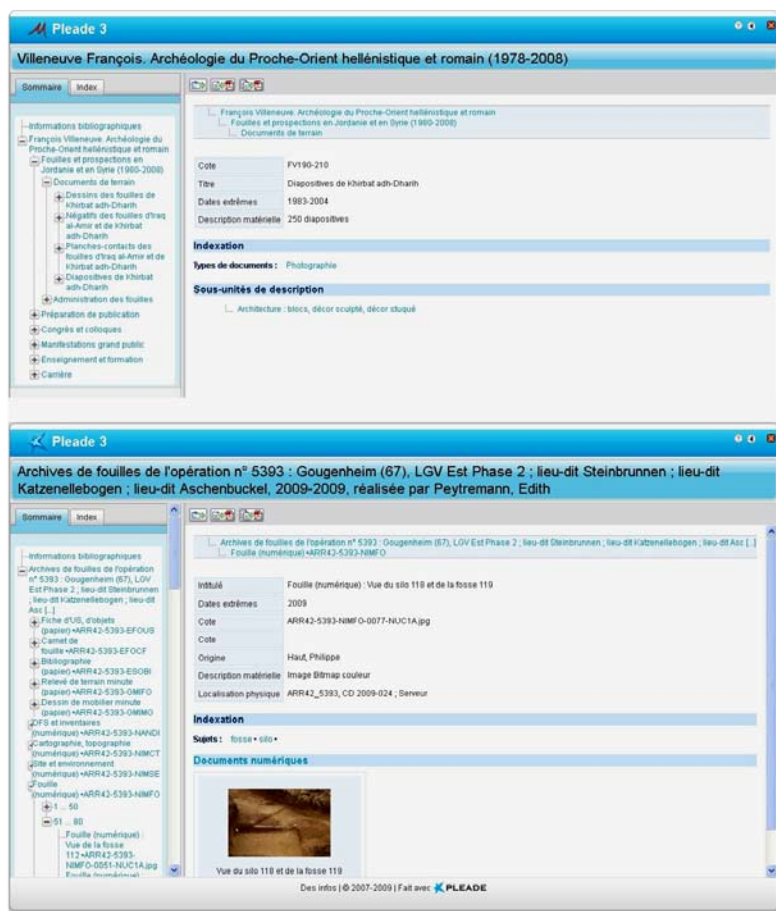 Pleade 3
Villeneuve François. Archéologie du Proche-Orient hellénistique et romain (1978-2008)
Sommaire
Index
Informations bibliographiques
François Villeneuve. Archéologie du
Proche-Orient hellénistique et romain
Fouilles et prospections en
Jordanie et en Syrie (1980-2008)
Documents de terrain
Dessins des fouilles de
Khirbat adh-Dharih
Négatifs des fouilles d'Iraq
al-Amir et de Khirbat
adh-Dharih
Planches-contacts des
fouilles d'Iraq al-Amir et de
Khirbat adh-Dharih
Diapositives de Khirbat
adh-Dharih
Administration des fouilles
Préparation de publication
Congrès et colloques
Manifestations grand public
Enseignement et formation
Carrière
François Villeneuve. Archéologie du Proche-Orient hellénistique et romain
Fouilles et prospections en Jordanie et en Syrie (1980-2008)
Documents de terrain
Cote FV190-210
Titre Diapositives de Khirbat adh-Dharih
Dates extrêmes 1983-2004
Description matérielle 250 diapositives
Indexation
Types de documents : Photographie
Sous-unités de description
Architecture : blocs, décor sculpté, décor stuqué
Pleade 3
Archives de fouilles de l'opération n° 5393 : Gougenheim (67), LGV Est Phase 2 ; lieu-dit Steinbrunnen ; lieu-dit
Katzenellebogen ; lieu-dit Aschenbuckel, 2009-2009, réalisée par Peytremann, Edith
Sommaire
Index
Informations bibliographiques
Archives de fouilles de l'opération
n° 5393 : Gougenheim (67), LGV
Est Phase 2 ; lieu-dit Steinbrunnen
; lieu-dit Katzenellebogen ; lieu-dit
Asc [..]
Fiche d'US, d'objets
(papier) •ARR42-5393-EFOUS
Carnet de
fouille •ARR42-5393-EFOCF
Bibliographie
(papier) •ARR42-5393-ESOBI
Relevé de terrain minute
(papier) •ARR42-5393-GMIFO
Dessin de mobilier minute
(papier) •ARR42-5393-GMIMO
DFS et inventaires
(numérique) •ARR42-5393-NANDI
Cartographie, topographie
(numérique) •ARR42-5393-NIMCT
Site et environnement
(numérique) •ARR42-5393-NIMSE
Fouille
(numérique) •ARR42-5393-NIMFO
1 ... 50
51 ... 80
Fouille (numérique) :
Vue de la fosse
112 •ARR42-5393-
NIMFO-0051-NUC1A.jpg
Fouille (numérique)
Archives de fouilles de l'opération n° 5393 : Gougenheim (67), LGV Est Phase 2 ; lieu-dit Steinbrunnen ; lieu-dit Katzenellebogen ; lieu-dit Asc [..]
Fouille (numérique) •ARR42-5393-NIMFO
Intitulé Fouille (numérique) : Vue du silo 118 et de la fosse 119
Dates extrêmes 2009
Cote ARR42-5393-NIMFO-0077-NUC1A.jpg
Cote
Origine Haut, Philippe
Description matérielle Image Bitmap couleur
Localisation physique ARR42_5393, CD 2009-024 ; Serveur
Indexation
Sujets : fosse • silo •
Documents numériques
Vue du silo 118 et de la fosse 119
Des infos | © 2007-2009 | Fait avec PLEADE